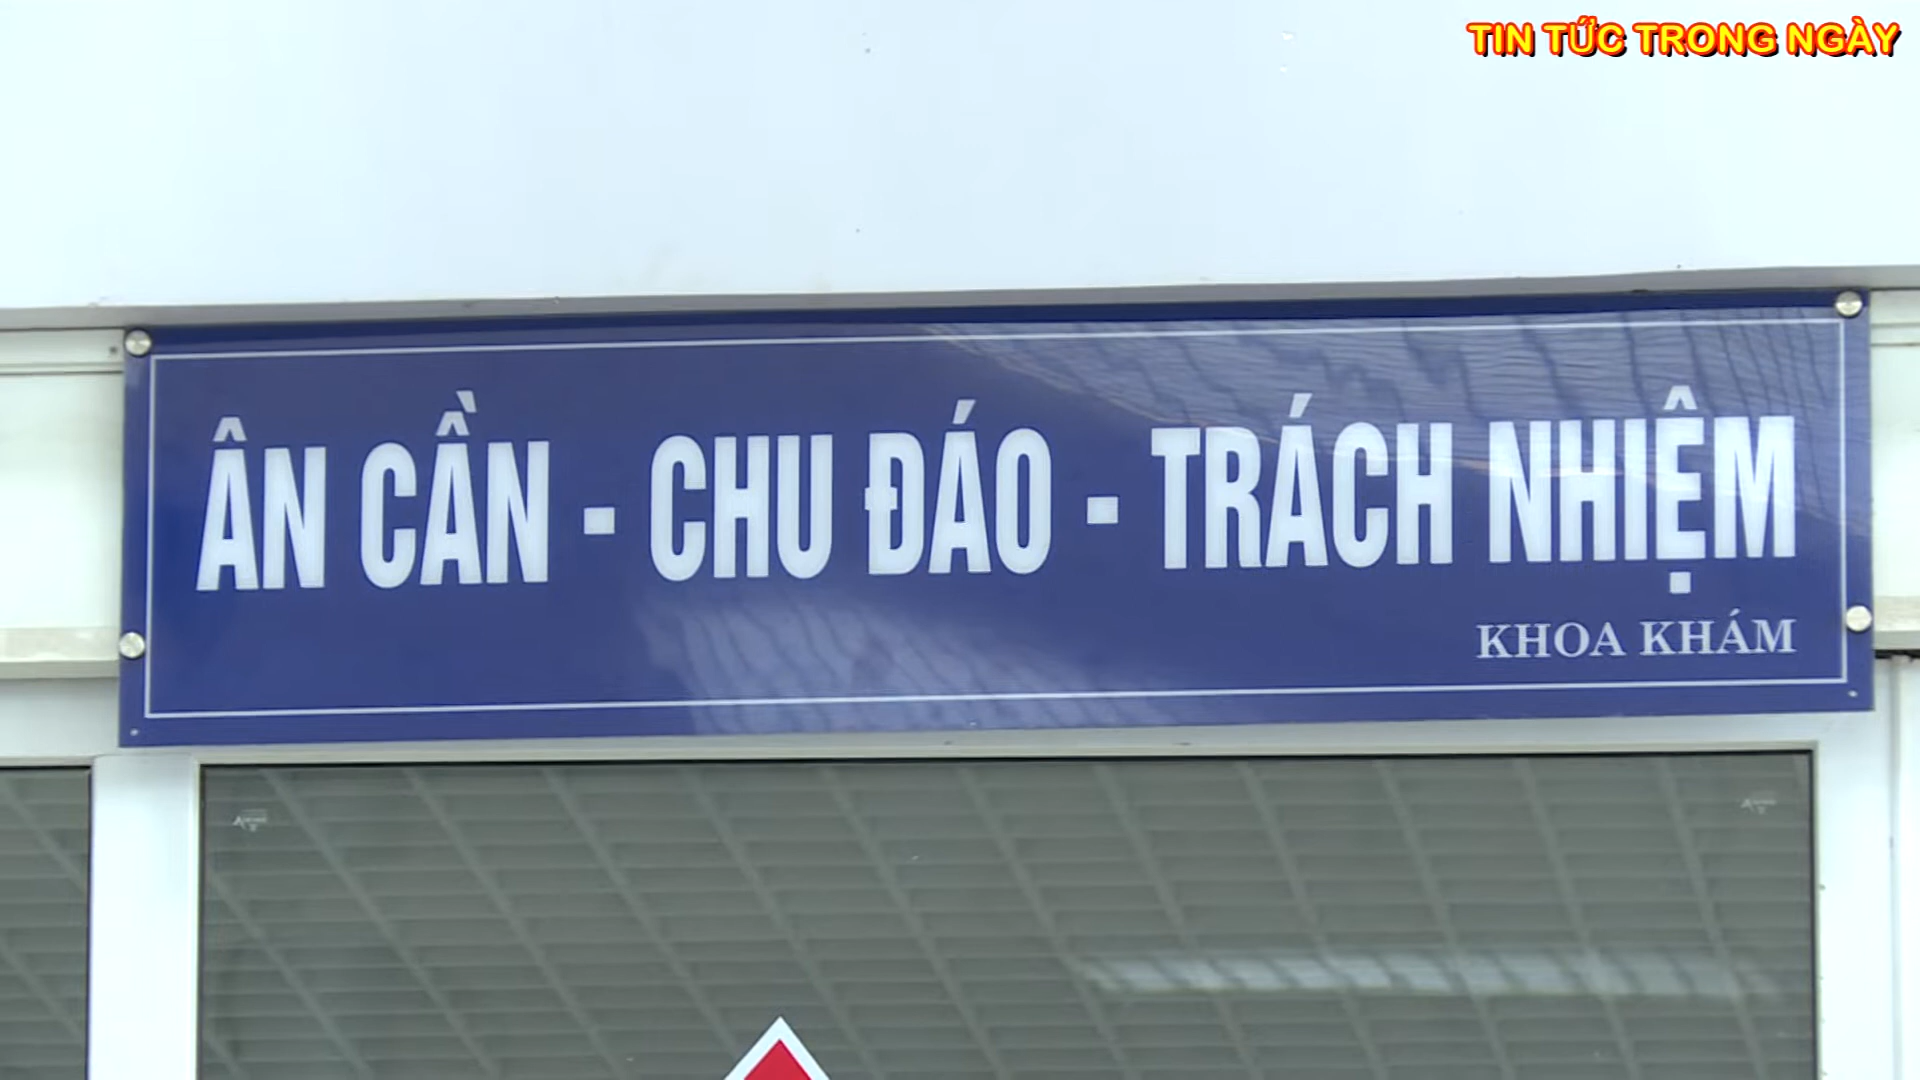 TIN TỨC TRONG NGÀY
ÂN CẦN - CHU ĐÁO - TRÁCH NHIỆM
KHOA KHÁM